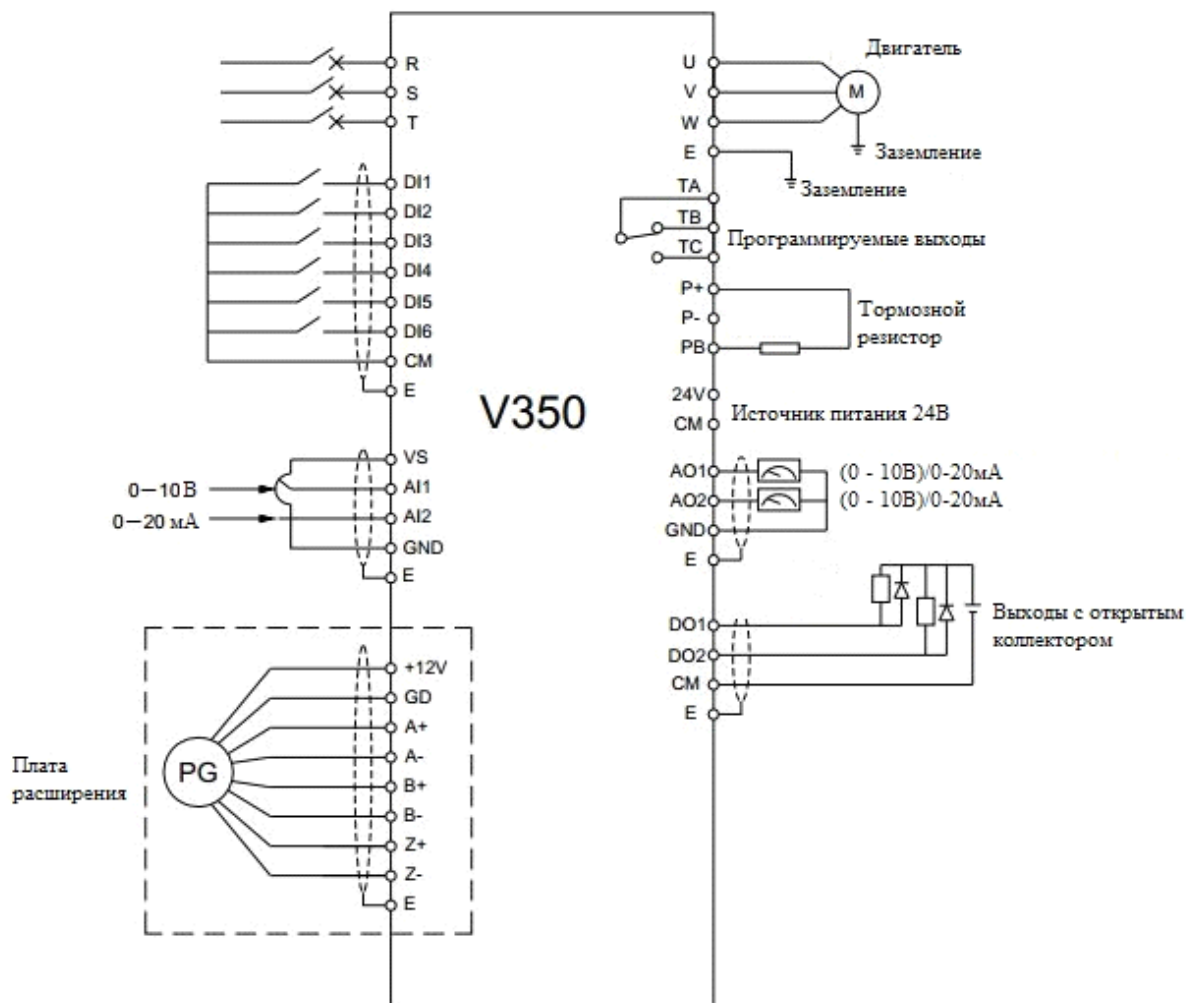 R
S
T
DI1
DI2
DI3
DI4
DI5
DI6
CM
E
VS
0–10В
AI1
0–20 мА
AI2
GND
E
+12V
GD
A+
A-
B+
B-
Z+
Z-
E
PG
Плата
расширения
V350
U
Двигатель
V
M
W
E
Заземление
Заземление
TA
TB
Программируемые выходы
TC
P+
P-
PB
Тормозной
резистор
24V
Источник питания 24В
CM
AO1
(0 - 10В)/0-20мА
AO2
(0 - 10В)/0-20мА
GND
E
DO1
DO2
CM
E
Выходы с открытым
коллектором